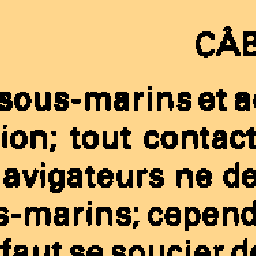 CÂB
sous-marins et a
ion; tout contact
avigateurs ne de
s-marins; cepend
faut se soucier d